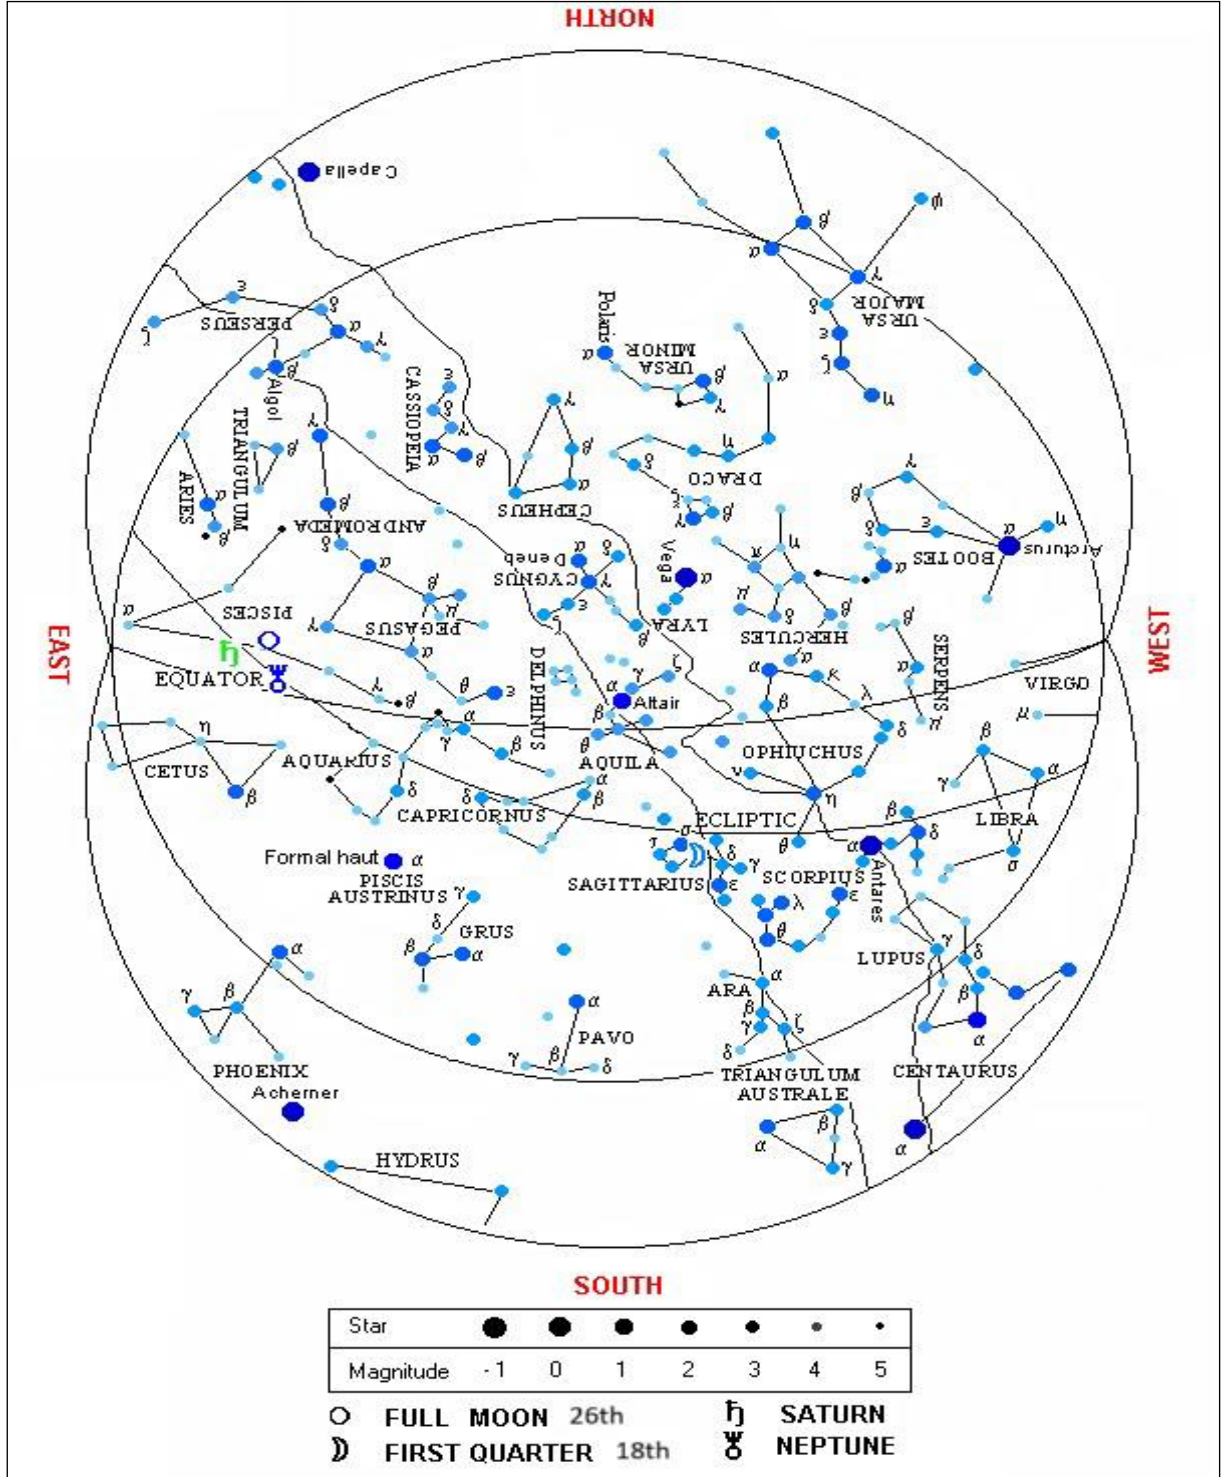 NORTH
Capella
PERSEUS
ε
ζ
δ
α
γ
β
Algol
β
α
γ
δ
ε
ζ
η
ψ
URSA
MAJOR
Polaris
α
URSA
MINOR
β
γ
α
CASSIOPEIA
ε
δ
γ
α
β
γ
β
α
CEPHEUS
η
δ
DRACO
ξ
γ
β
TRIANGULUM
β
ARIES
α
β
γ
β
δ
α
ANDROMEDA
γ
β
δ
ε
α
η
BOOTES
Arcturus
α
Deneb
α
δ
CYGNUS
γ
ε
ζ
Vega
α
LYRA
β
π
η
μ
δ
β
α
HERCULES
PISCES
α
γ
β
μ
PEGASUS
α
θ
ε
λ
β
EAST
WEST
EQUATOR
DELPHINUS
γ
ζ
α
Altair
β
θ
AQUILA
α
κ
β
λ
δ
OPHIUCHUS
ν
η
θ
SERPENS
α
μ
VIRGO
μ
β
γ
α
LIBRA
σ
η
CETUS
β
AQUARIUS
γ
α
β
δ
δ
α
β
CAPRICORNUS
ECLIPTIC
σ
τ
δ
γ
ε
SAGITTARIUS
β
δ
α
Antares
SCORPIUS
ε
λ
θ
Formal haut
α
PISCIS
AUSTRINUS
γ
δ
β
α
GRUS
LUPUS
γ
δ
β
α
ARA
α
β
γ
ζ
δ
α
γ
β
PHOENIX
Acherner
α
PAVO
γ
β
δ
TRIANGULUM
AUSTRALE
α
β
γ
CENTAURUS
α
HYDRUS
SOUTH
Star
Magnitude -1 0 1 2 3 4 5
FULL MOON 26th
FIRST QUARTER 18th
♄ SATURN
♆ NEPTUNE